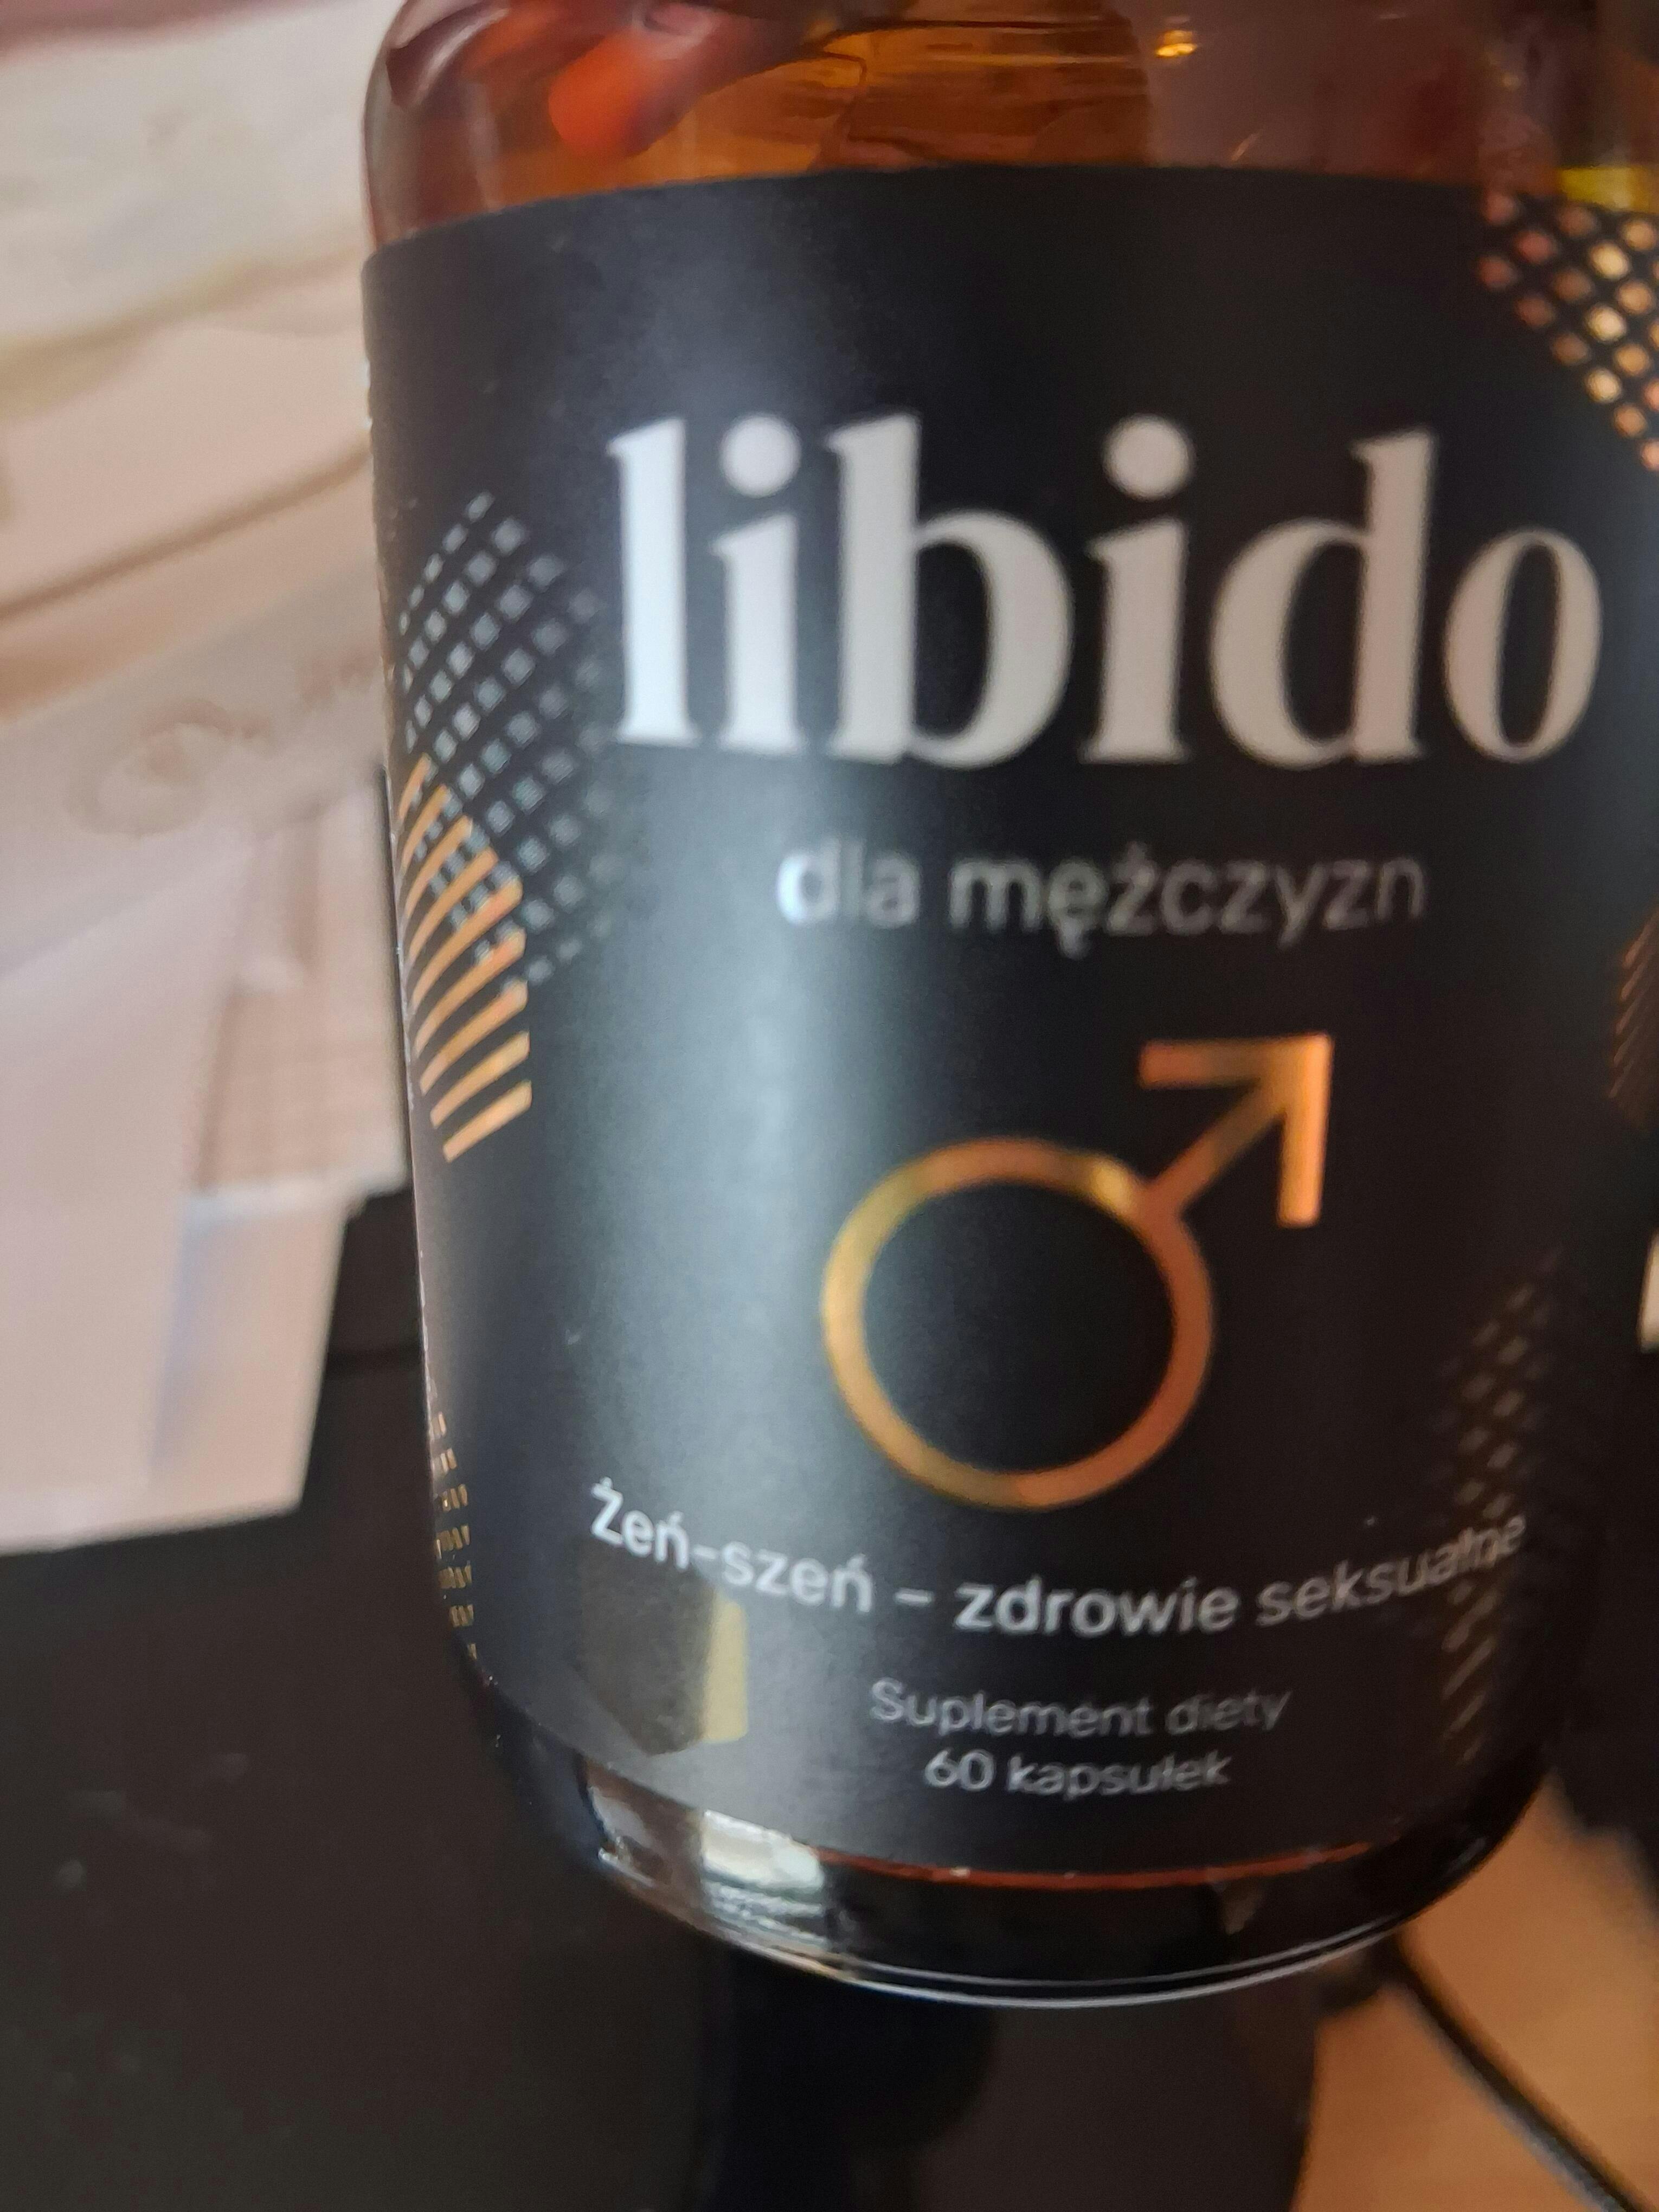 libido
dla mężczyzn
Żeń-szeń – zdrowie seksualne
Suplement diety
60 kapsułek